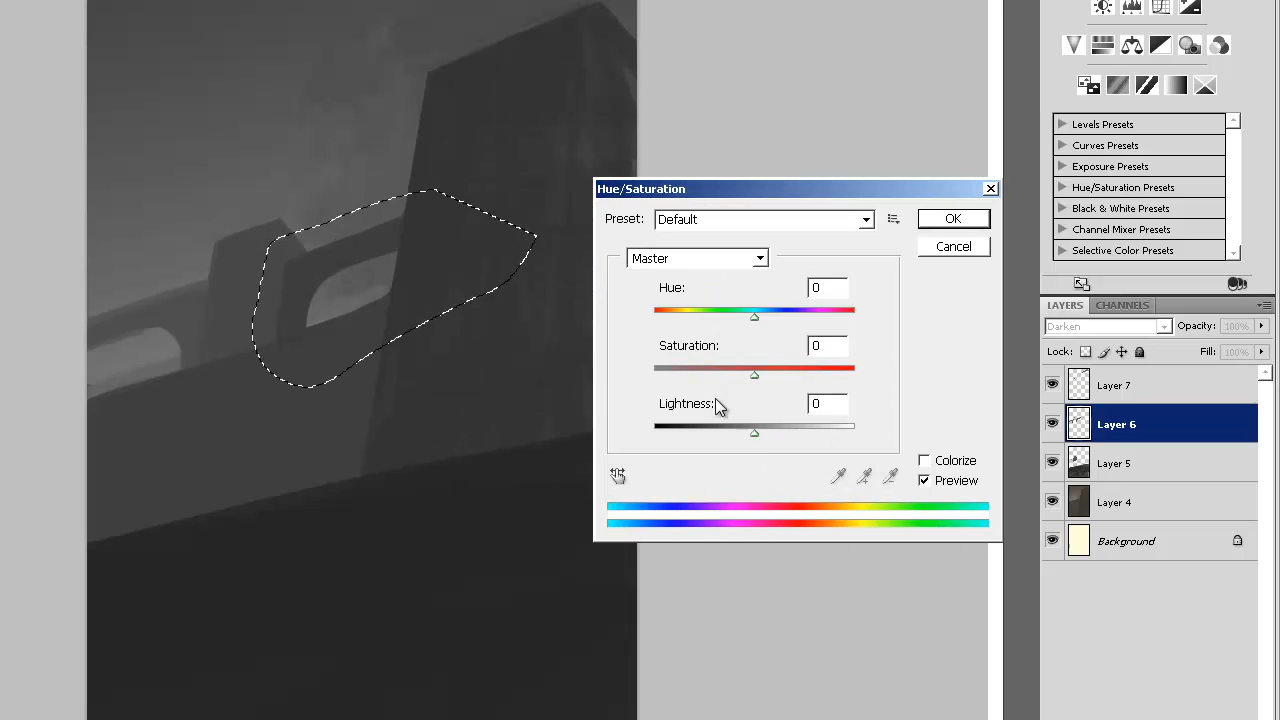 Levels Presets
Curves Presets
Exposure Presets
Hue/Saturation Presets
Black & White Presets
Channel Mixer Presets
Selective Color Presets
Hue/Saturation
Preset: Default
OK
Cancel
Master
Hue: 0
Saturation: 0
Lightness: 0
Colorize
Preview
LAYERS CHANNELS
Darken Opacity: 100%
Lock: Fill: 100%
Layer 7
Layer 6
Layer 5
Layer 4
Background